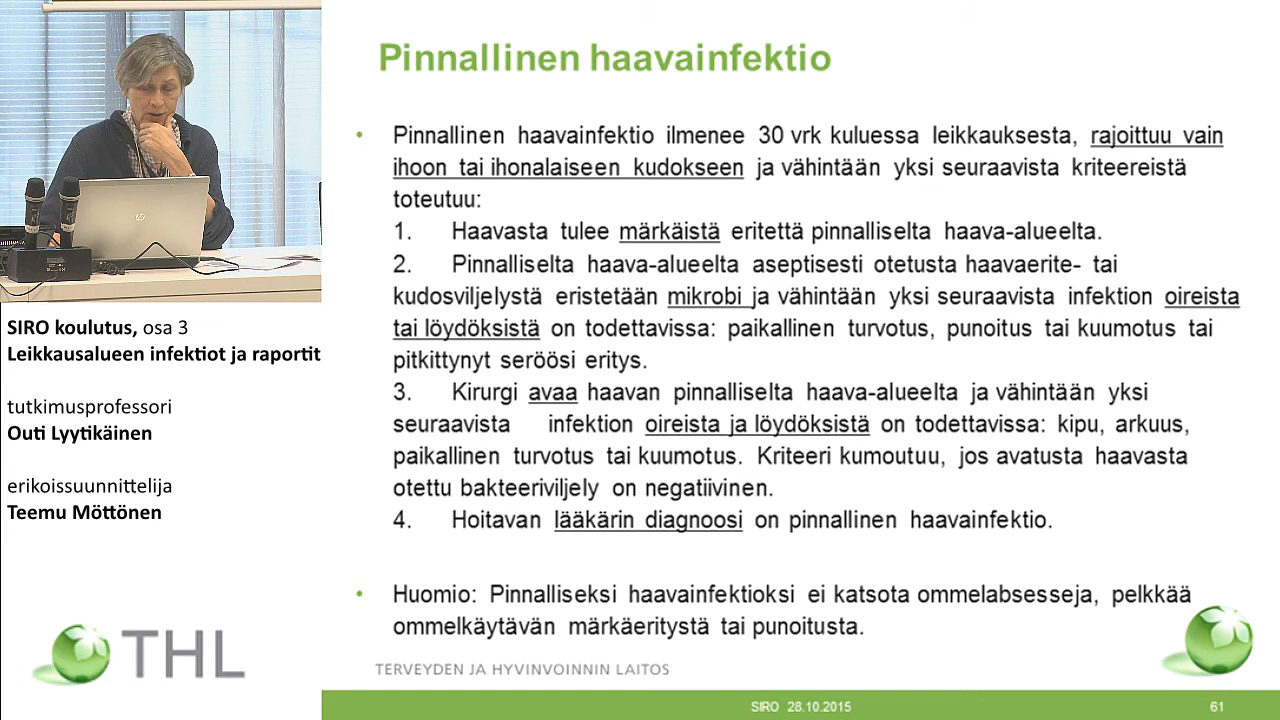 Pinnallinen haavainfektio
• Pinnallinen haavainfektio ilmenee 30 vrk kuluessa leikkauksesta, rajoittuu vain
ihoon tai ihonalaiseen kudokseen ja vähintään yksi seuraavista kriteereistä
toteutuu:
1. Haavasta tulee märkäistä eritettä pinnalliselta haava-alueelta.
2. Pinnalliselta haava-alueelta aseptisesti otetusta haavaerite- tai
kudosviljelystä eristetään mikrobi ja vähintään yksi seuraavista infektion oireista
tai löydöksistä on todettavissa: paikallinen turvotus, punoitus tai kuumotus tai
pitkittynyt seröösi eritys.
3. Kirurgi avaa haavan pinnalliselta haava-alueelta ja vähintään yksi
seuraavista infektion oireista ja löydöksistä on todettavissa: kipu, arkuus,
paikallinen turvotus tai kuumotus. Kriteeri kumoutuu, jos avatusta haavasta
otettu bakteeriviljely on negatiivinen.
4. Hoitavan lääkärin diagnoosi on pinnallinen haavainfektio.
• Huomio: Pinnalliseksi haavainfektioksi ei katsota ommelabsesseja, pelkkää
ommelkäytävän märkäeritystä tai punoitusta.
TERVEYDEN JA HYVINVOINNIN LAITOS
SIRO 28.10.2015
61
SIRO koulutus, osa 3
Leikkausalueen infektiot ja raportit
tutkimusprofessori
Outi Lyytikäinen
erikoissuunnittelija
Teemu Möttönen
THL